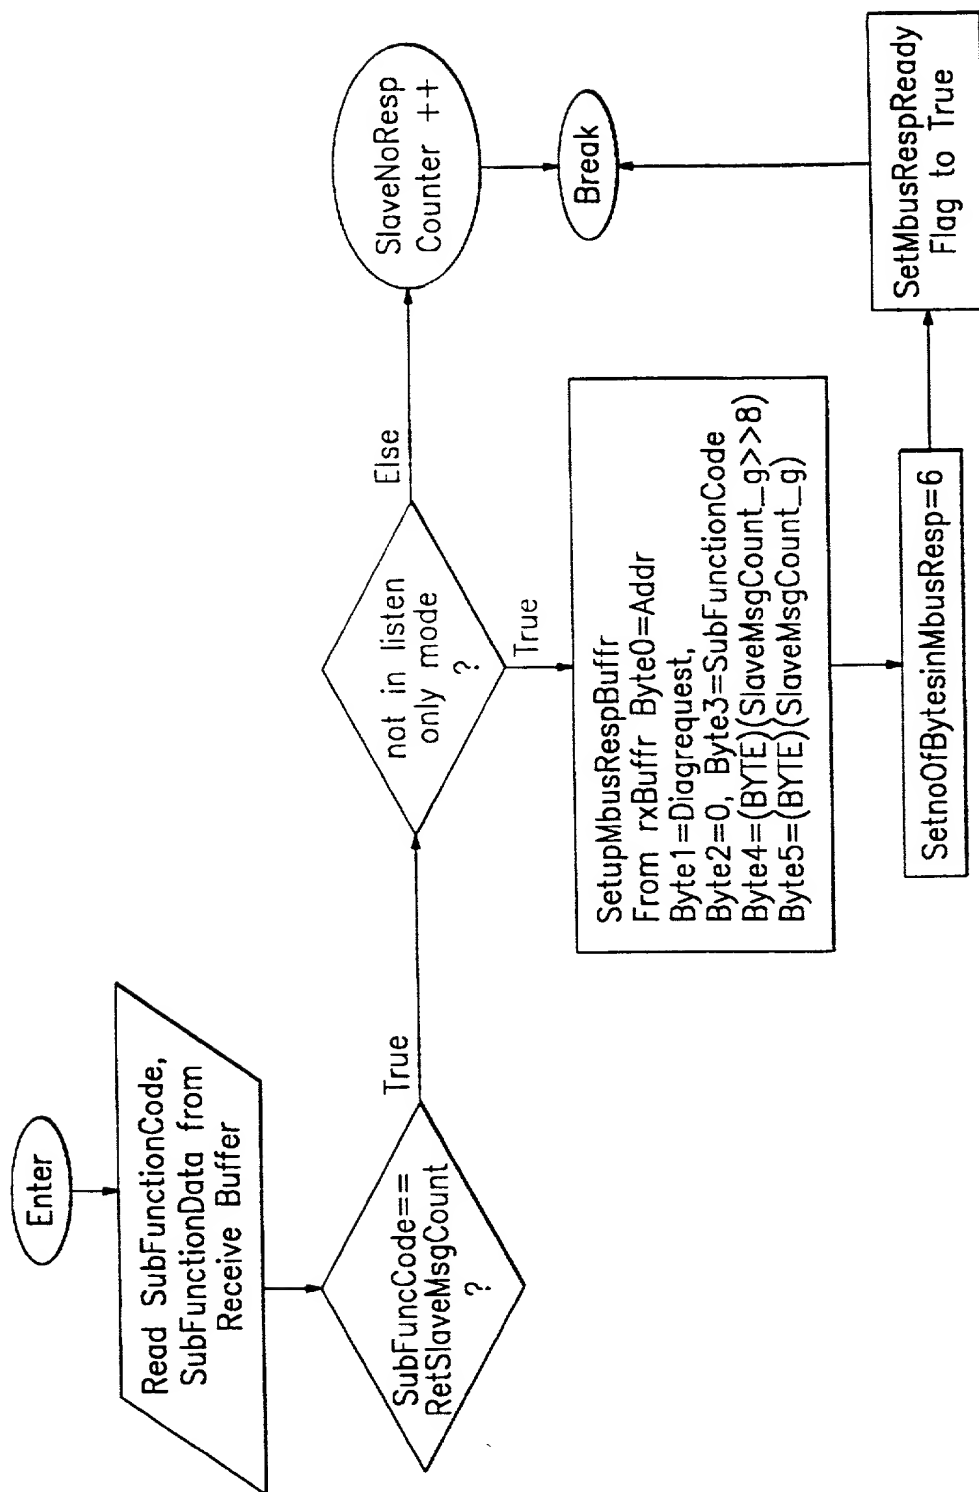 Enter
Read SubFunctionCode,
SubFunctionData from
Receive Buffer
SubFuncCode==
RetSlaveMsgCount
?
True
not in listen
only mode
?
Else
SlaveNoResp
Counter ++
Break
True
SetupMbusRespBuffr
From rxBuffr Byte0=Addr
Byte1=Diagrequest,
Byte2=0, Byte3=SubFunctionCode
Byte4=(BYTE)(SlaveMsgCount_g>>8)
Byte5=(BYTE)(SlaveMsgCount_g)
SetnoOfBytesinMbusResp=6
SetMbusRespReady
Flag to True